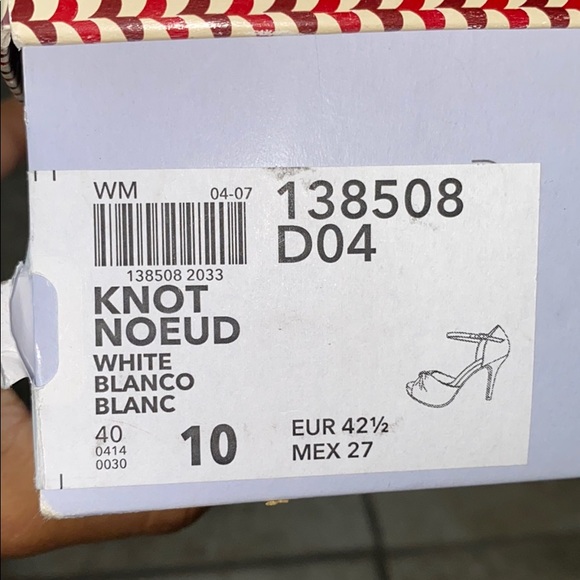 WM 04-07
138508 2033
138508
D04
KNOT
NOEUD
WHITE
BLANCO
BLANC
40
0414
0030
10
EUR 42½
MEX 27